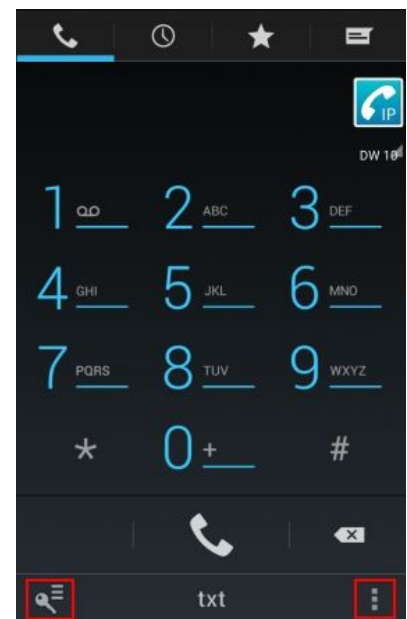 IP
DW 10
1 2 ABC 3 DEF
4 GHI 5 JKL 6 MNO
7 PQRS 8 TUV 9 WXYZ
* 0 + #
txt